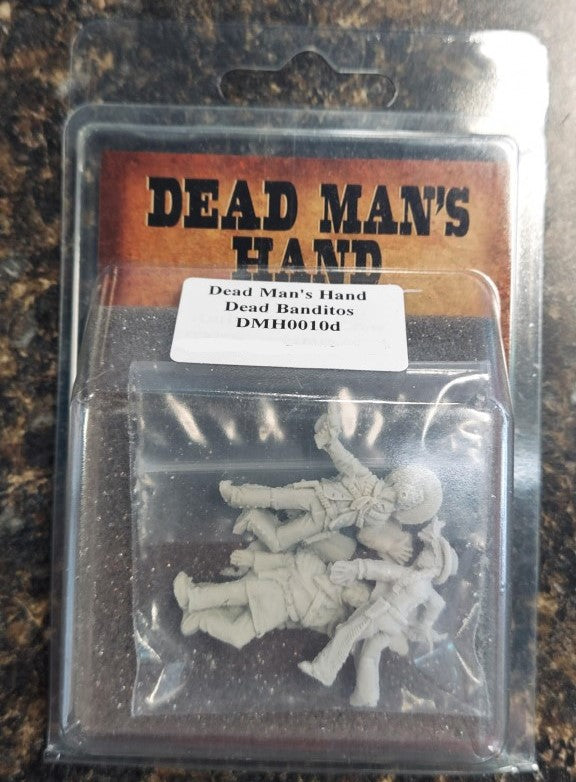 DEAD MAN'S
HAND
Dead Man's Hand
Dead Banditos
DMH0010d